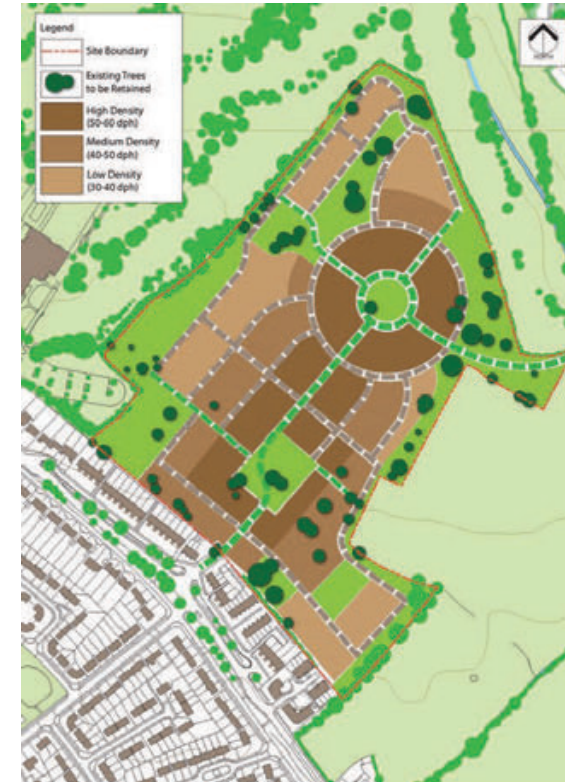 Legend
Site Boundary
Existing Trees
to be Retained
High Density
(50-60 dph)
Medium Density
(40-50 dph)
Low Density
(30-40 dph)
NORTH